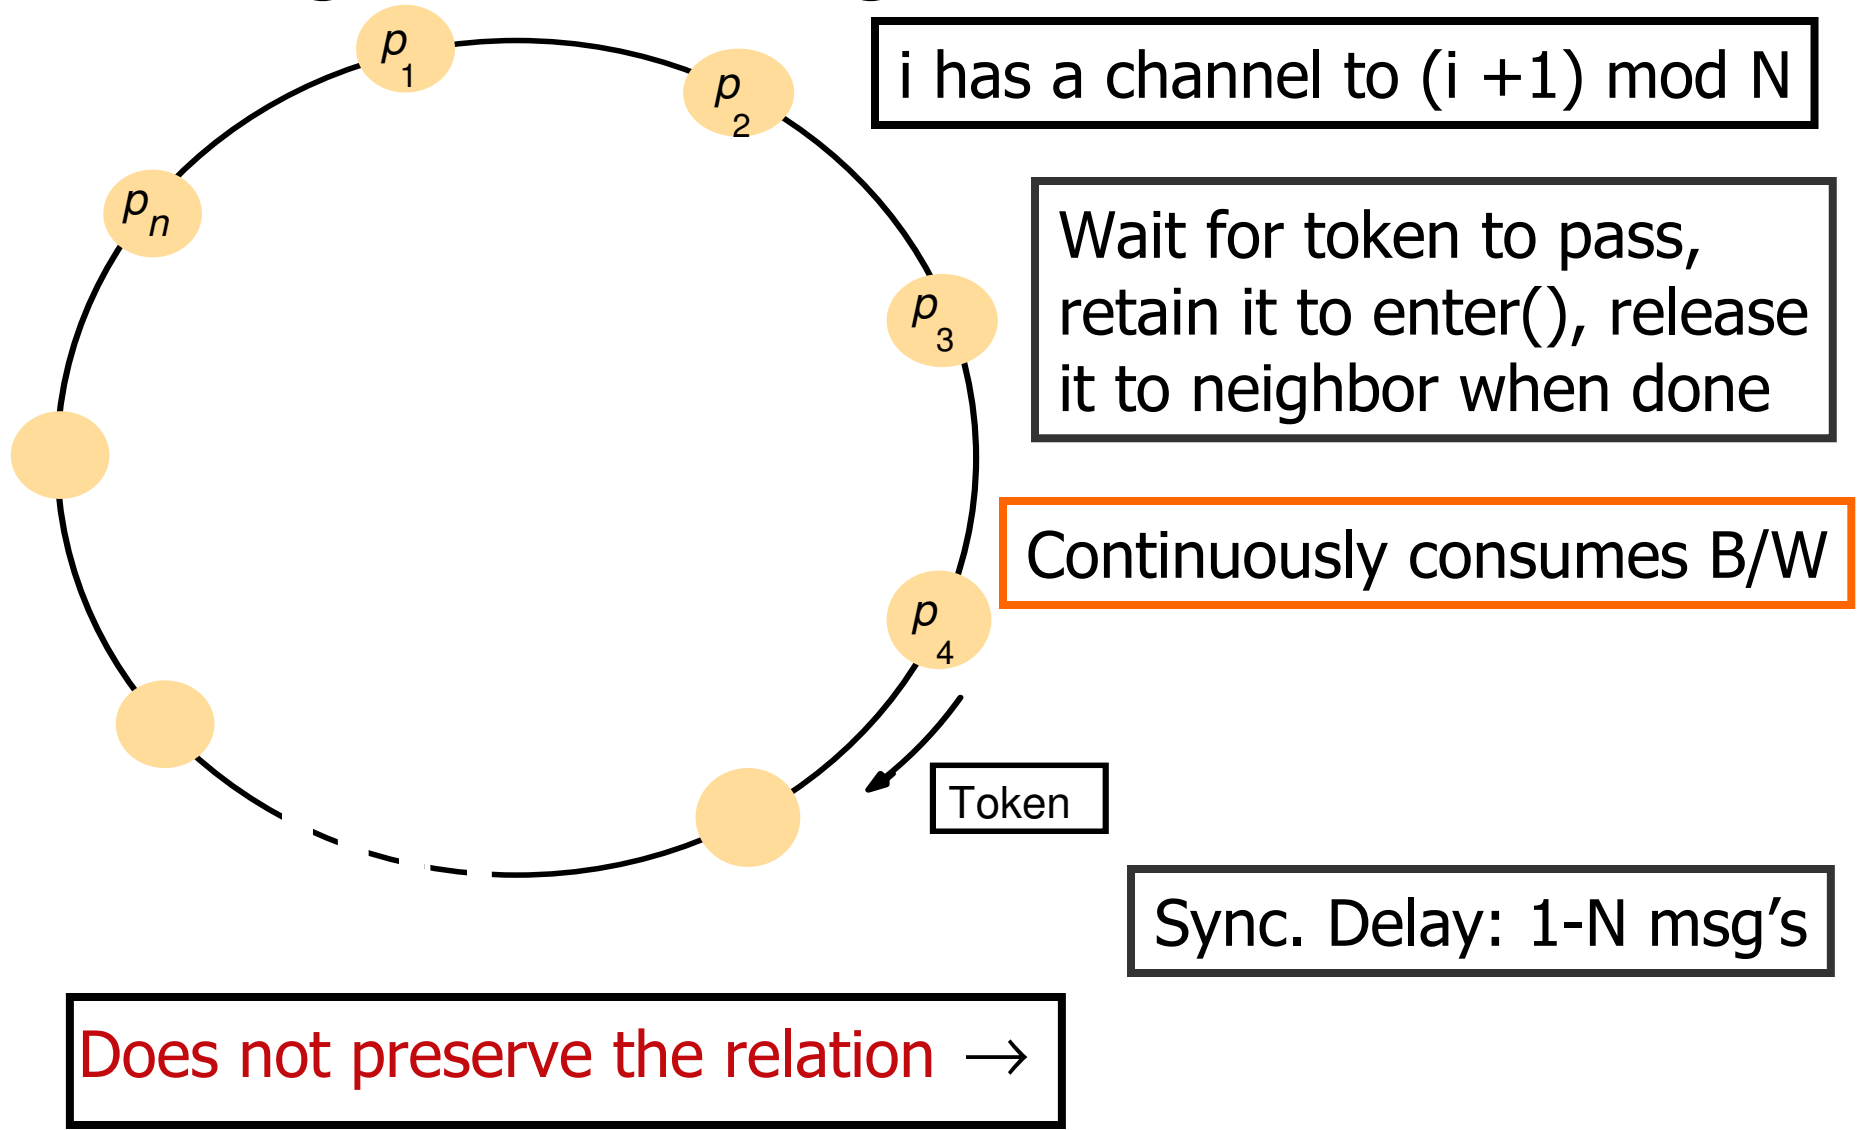 p1
p2
i has a channel to (i +1) mod N
pn
Wait for token to pass,
retain it to enter(), release
it to neighbor when done
p3
Continuously consumes B/W
p4
Token
Sync. Delay: 1-N msg’s
Does not preserve the relation →